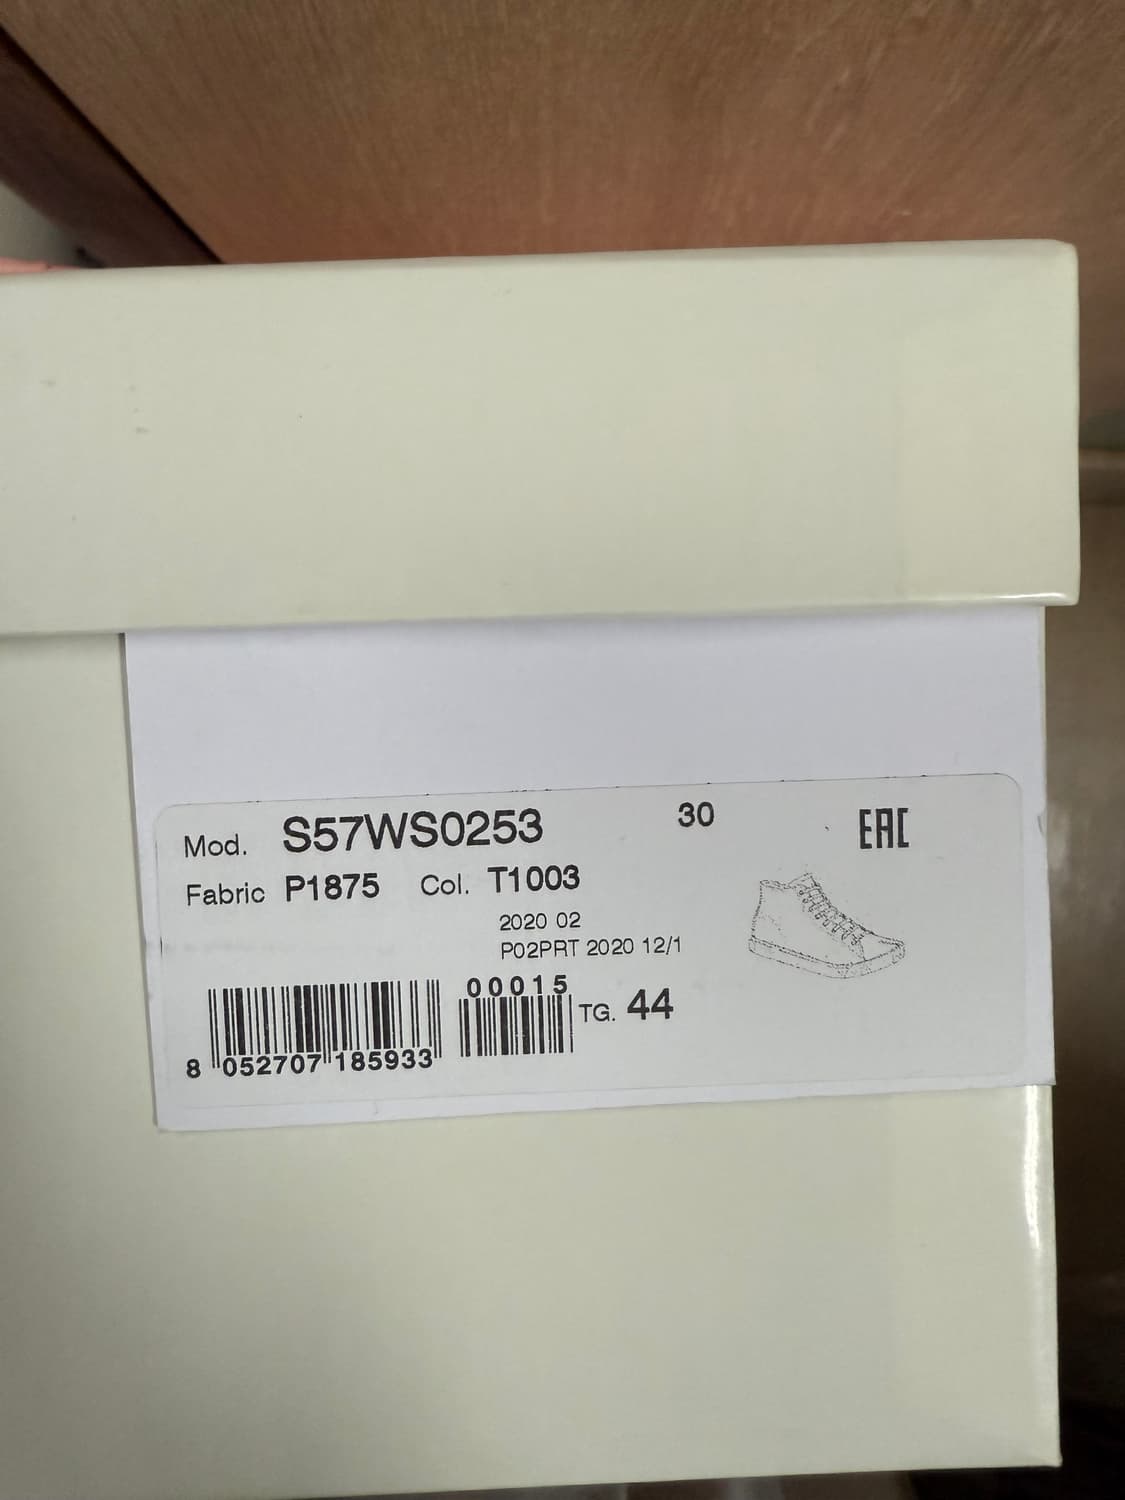 Mod. S57WS0253 30 EAC
Fabric P1875 Col. T1003
2020 02
P02PRT 2020 12/1
00015
TG. 44
8 052707 185933